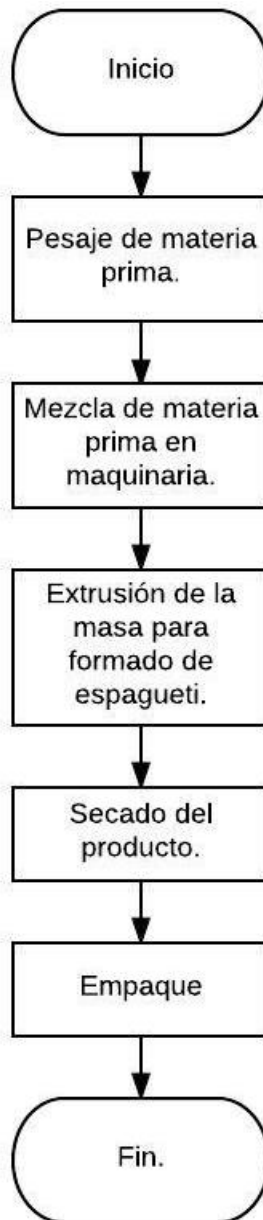 Inicio
Pesaje de materia
prima.
Mezcla de materia
prima en
maquinaria.
Extrusión de la
masa para
formado de
espagueti.
Secado del
producto.
Empaque
Fin.